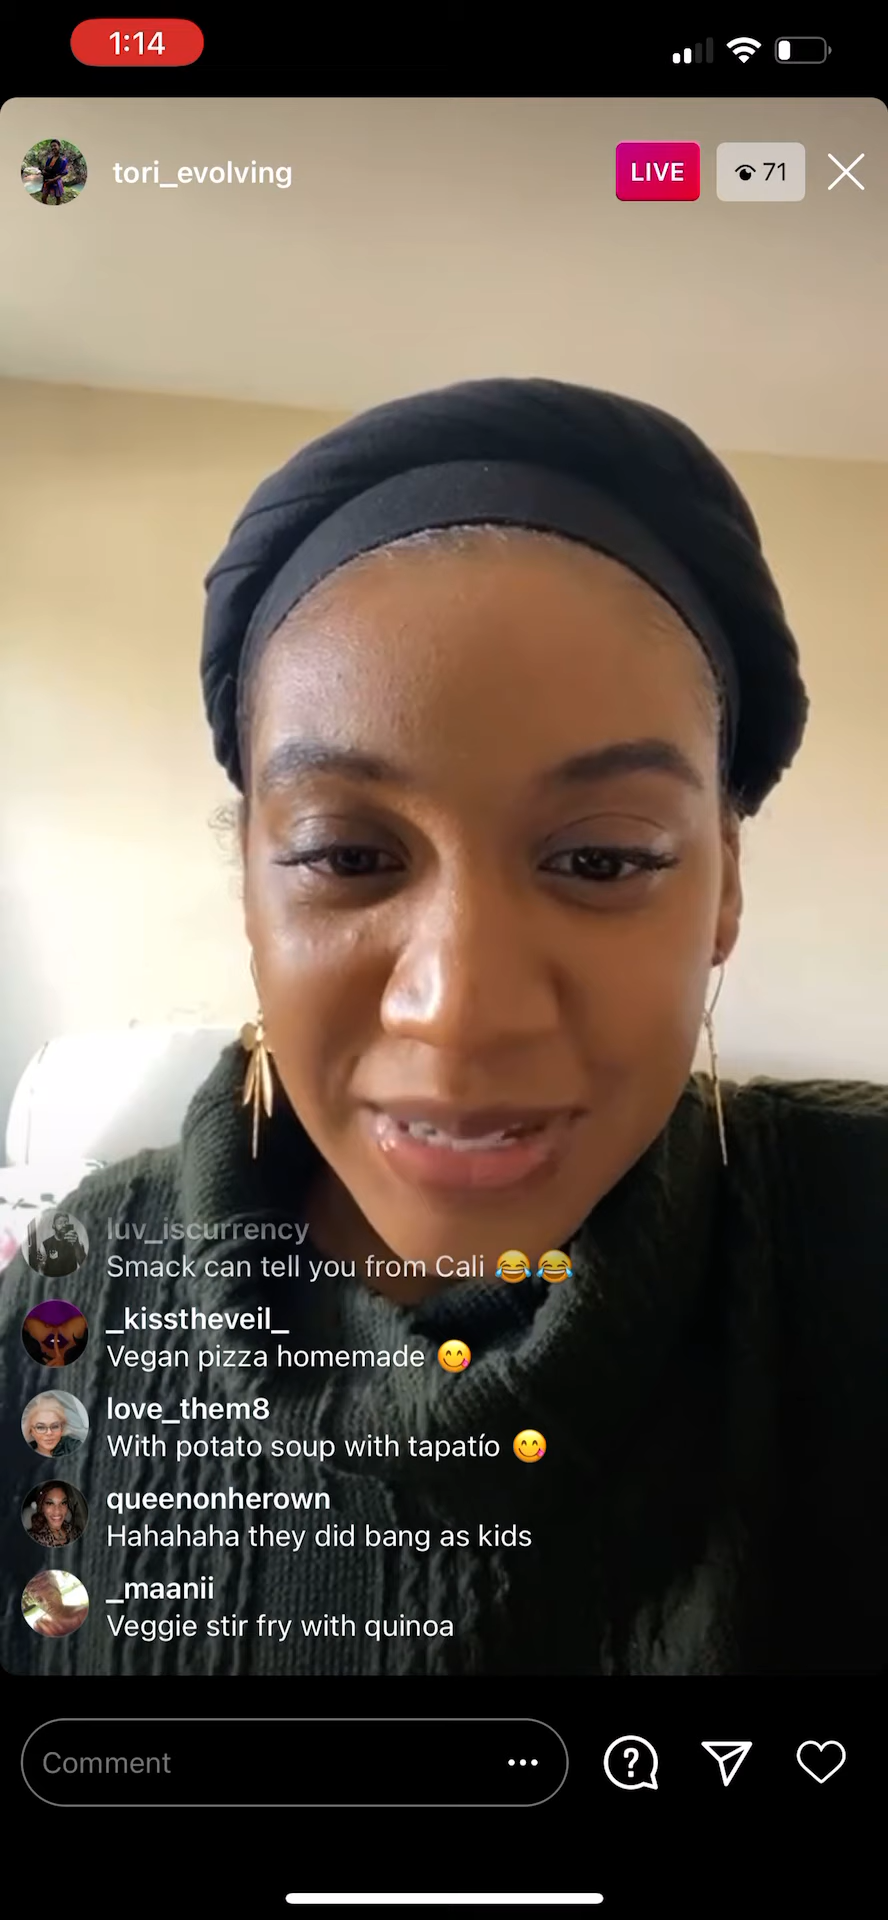 1:14
tori_evolving
LIVE
71
luv_iscurrency
Smack can tell you from Cali 😂😂
_kisstheveil_
Vegan pizza homemade 😋
love_them8
With potato soup with tapatío 😋
queenonherown
Hahahaha they did bang as kids
_maanii
Veggie stir fry with quinoa
Comment